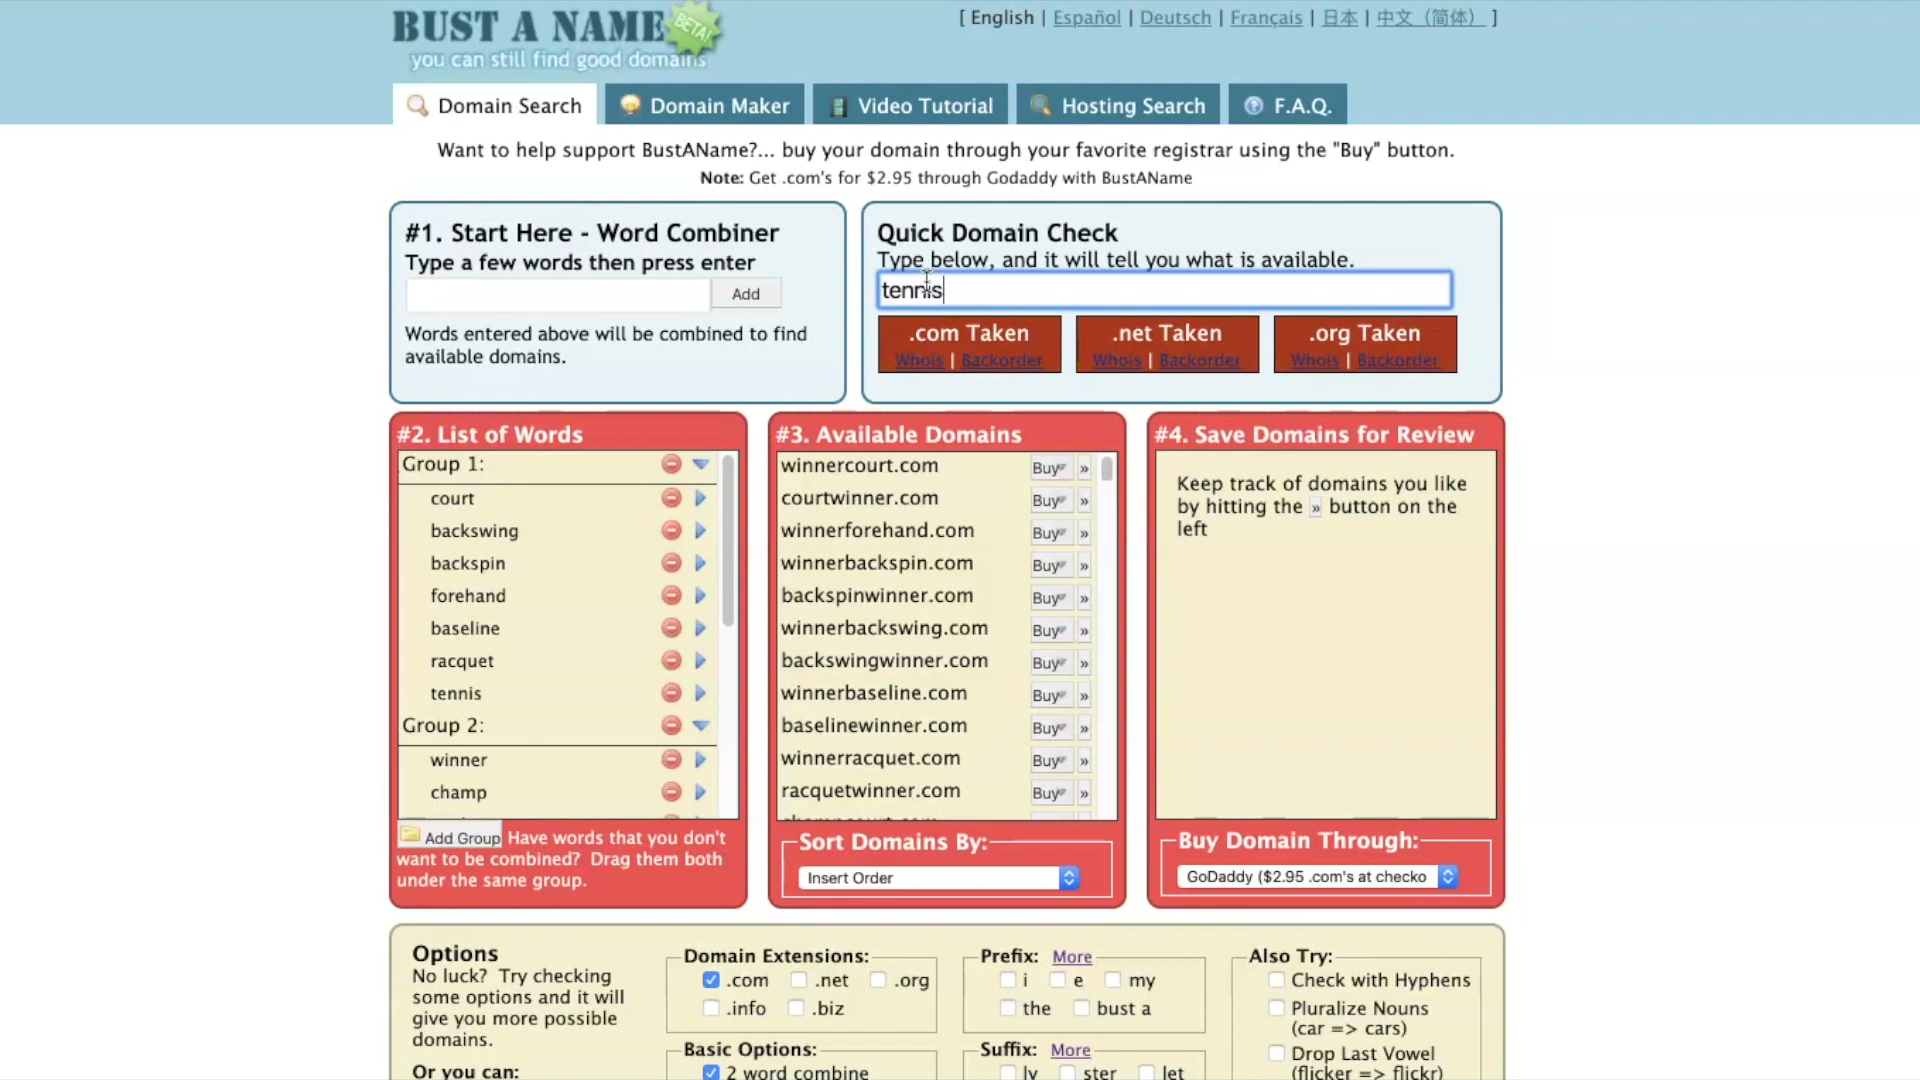 BUST A NAME
BETA!
you can still find good domains
[ English | Español | Deutsch | Français | 日本 | 中文（简体） ]
Domain Search
Domain Maker
Video Tutorial
Hosting Search
F.A.Q.
Want to help support BustAName?... buy your domain through your favorite registrar using the "Buy" button.
Note: Get .com's for $2.95 through Godaddy with BustAName
#1. Start Here - Word Combiner
Type a few words then press enter
Add
Words entered above will be combined to find
available domains.
Quick Domain Check
Type below, and it will tell you what is available.
tennis
.com Taken
Whois | Backorder
.net Taken
Whois | Backorder
.org Taken
Whois | Backorder
#2. List of Words
Group 1:
court
backswing
backspin
forehand
baseline
racquet
tennis
Group 2:
winner
champ
Add Group Have words that you don't
want to be combined? Drag them both
under the same group.
#3. Available Domains
winnercourt.com Buy »
courtwinner.com Buy »
winnerforehand.com Buy »
winnerbackspin.com Buy »
backspinwinner.com Buy »
winnerbackswing.com Buy »
backswingwinner.com Buy »
winnerbaseline.com Buy »
baselinewinner.com Buy »
winnerracquet.com Buy »
racquetwinner.com Buy »
Sort Domains By:
Insert Order
#4. Save Domains for Review
Keep track of domains you like
by hitting the » button on the
left
Buy Domain Through:
GoDaddy ($2.95 .com's at checko
Options
No luck? Try checking
some options and it will
give you more possible
domains.
Or you can:
Domain Extensions:
.com .net .org
.info .biz
Basic Options:
2 word combine
Prefix: More
i e my
the bust a
Suffix: More
ly ster let
Also Try:
Check with Hyphens
Pluralize Nouns
(car => cars)
Drop Last Vowel
(flicker => flickr)